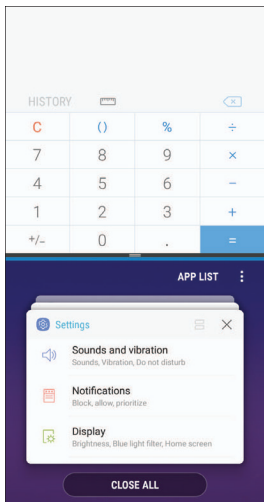 HISTORY
C () % ÷
7 8 9 ×
4 5 6 −
1 2 3 +
+/− 0 . =
APP LIST
Settings
Sounds and vibration
Sounds, Vibration, Do not disturb
Notifications
Block, allow, prioritize
Display
Brightness, Blue light filter, Home screen
CLOSE ALL